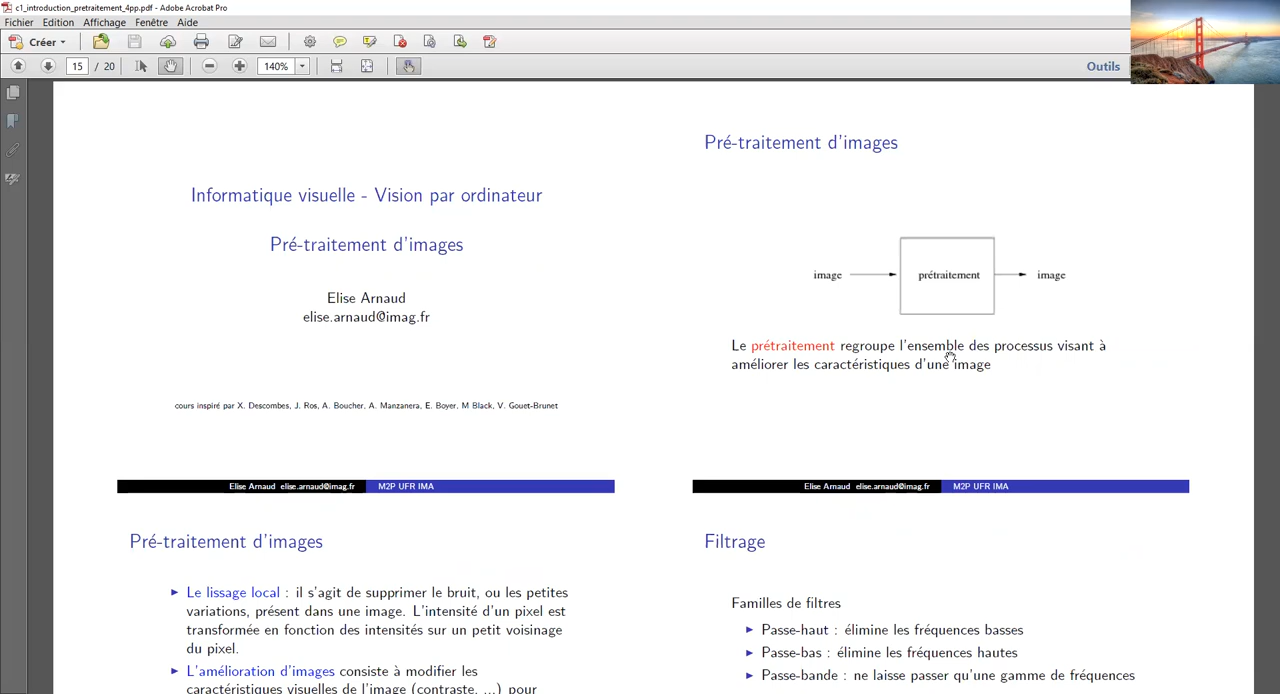 c1_introduction_pretraitement_4pp.pdf - Adobe Acrobat Pro
Fichier Edition Affichage Fenêtre Aide
Créer
15 / 20 140% Outils
Informatique visuelle - Vision par ordinateur
Pré-traitement d'images
Elise Arnaud
elise.arnaud@imag.fr
cours inspiré par X. Descombes, J. Ros, A. Boucher, A. Manzanera, E. Boyer, M Black, V. Gouet-Brunet
Elise Arnaud elise.arnaud@imag.fr M2P UFR IMA
Pré-traitement d'images
image prétraitement image
Le prétraitement regroupe l'ensemble des processus visant à
améliorer les caractéristiques d'une image
Elise Arnaud elise.arnaud@imag.fr M2P UFR IMA
Pré-traitement d'images
► Le lissage local : il s'agit de supprimer le bruit, ou les petites
variations, présent dans une image. L'intensité d'un pixel est
transformée en fonction des intensités sur un petit voisinage
du pixel.
► L'amélioration d'images consiste à modifier les
caractéristiques visuelles de l'image (contraste, ...) pour
Filtrage
Familles de filtres
► Passe-haut : élimine les fréquences basses
► Passe-bas : élimine les fréquences hautes
► Passe-bande : ne laisse passer qu'une gamme de fréquences